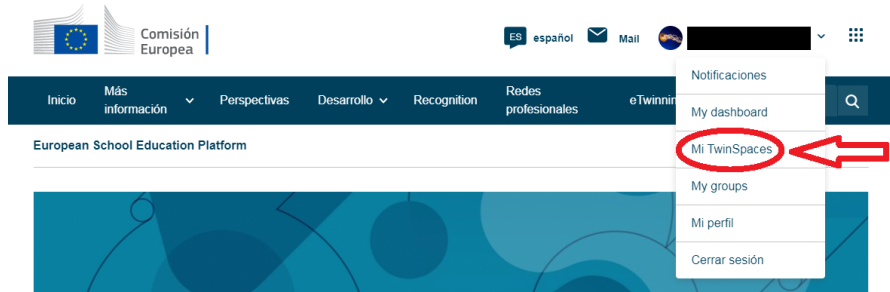 Comisión
Europea
ES español Mail
Notificaciones
Inicio Más
información Perspectivas Desarrollo Recognition Redes
profesionales
My dashboard
European School Education Platform
Mi TwinSpaces
My groups
Mi perfil
Cerrar sesión